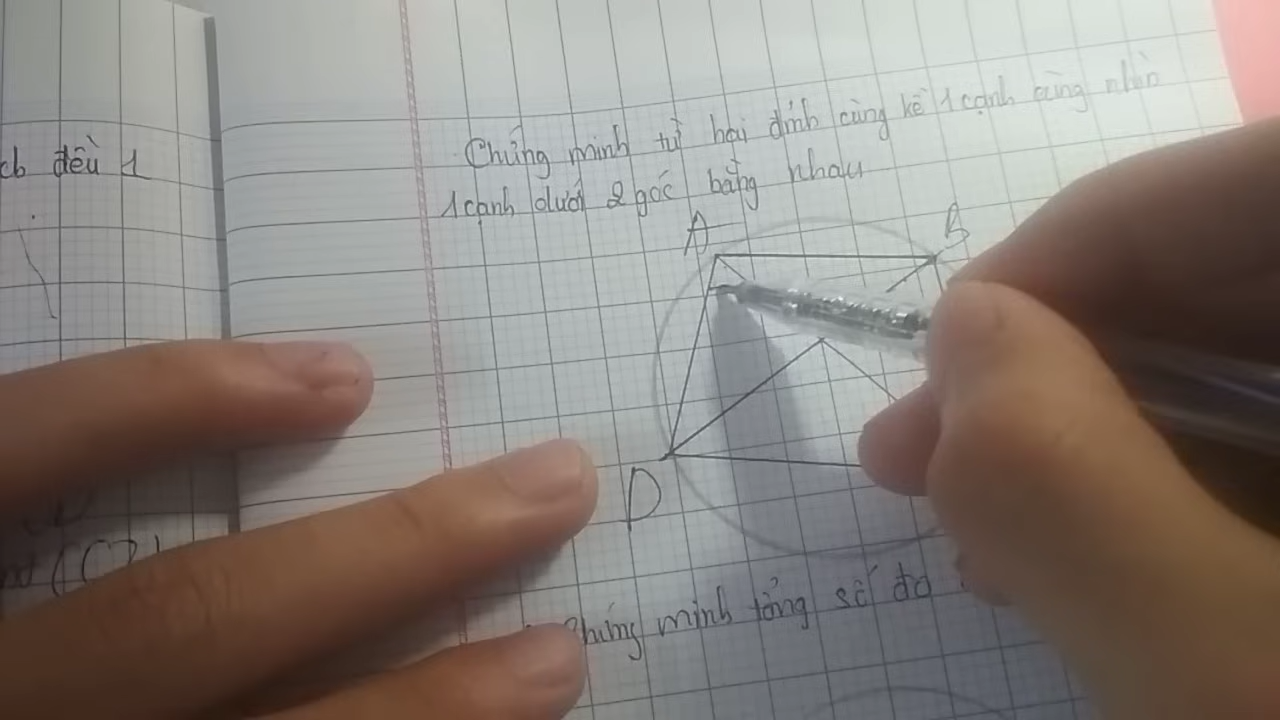 đều 1
Chứng minh từ hai đỉnh cùng kề 1 cạnh cùng nhìn
1 cạnh dưới 2 góc bằng nhau
A
B
D
Chứng minh tổng số đo